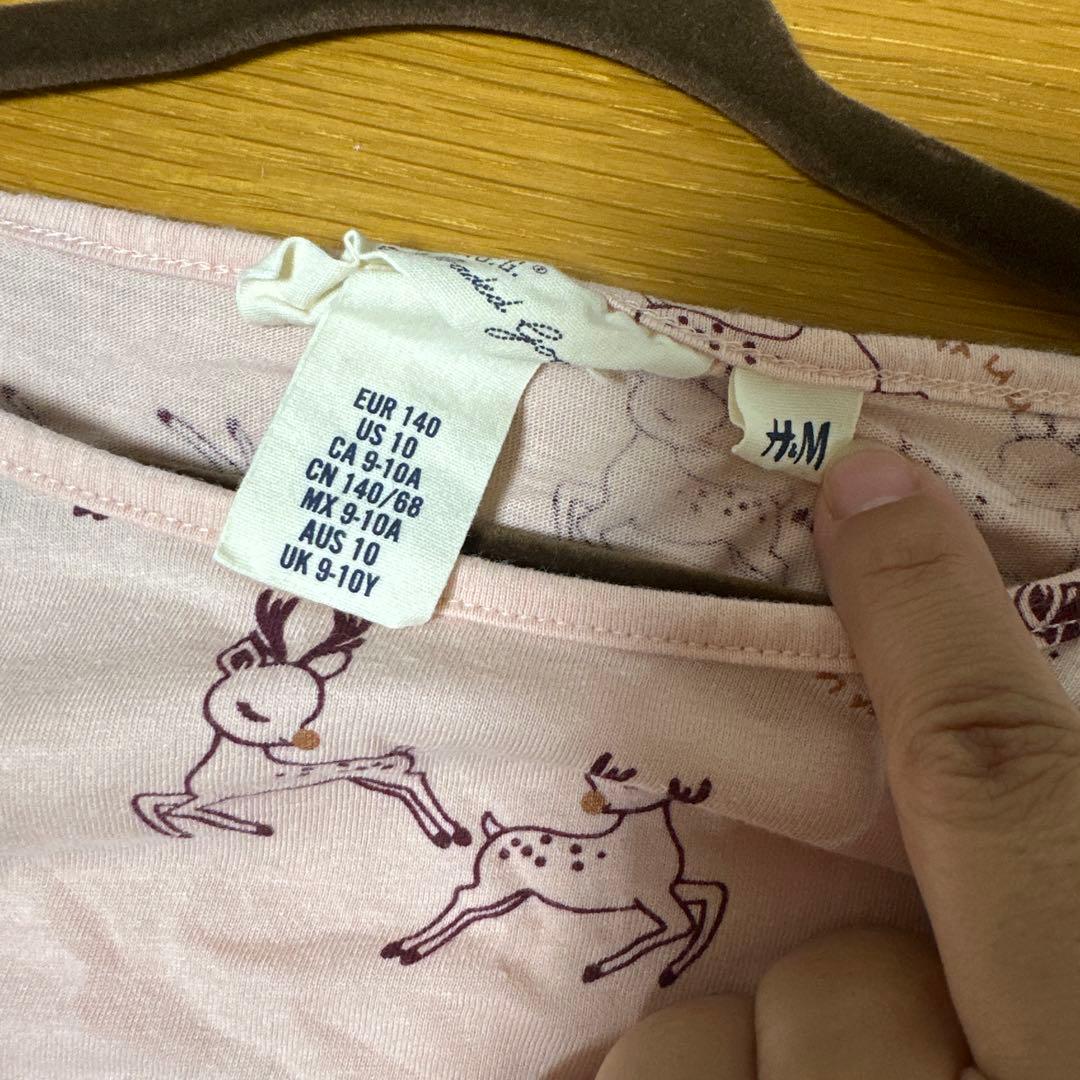 EUR 140
US 10
CA 9-10A
CN 140/68
MX 9-10A
AUS 10
UK 9-10Y
H&M